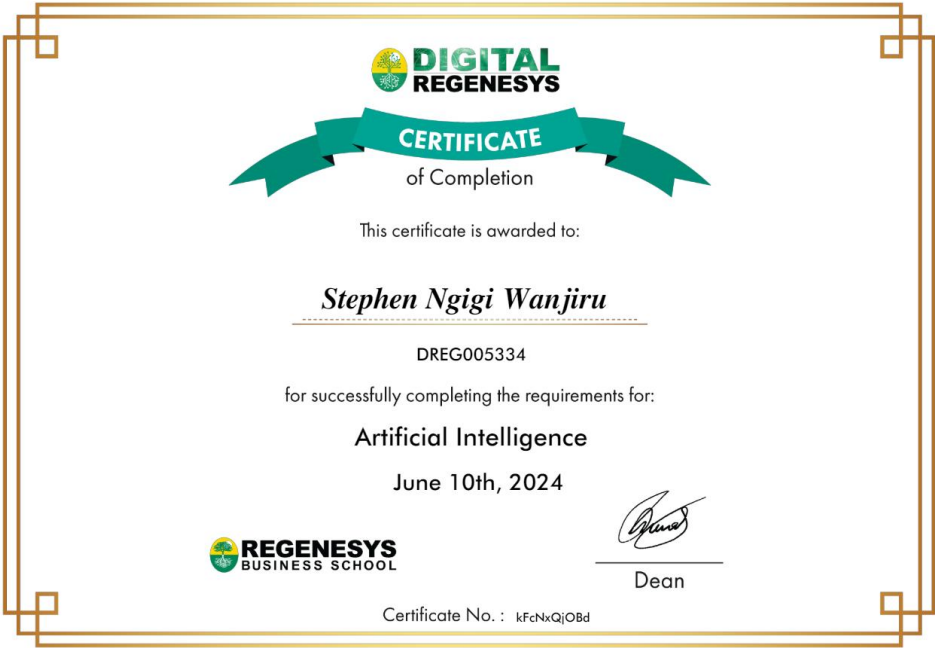 DIGITAL
REGENESYS
CERTIFICATE
of Completion
This certificate is awarded to:
Stephen Ngigi Wanjiru
DREG005334
for successfully completing the requirements for:
Artificial Intelligence
June 10th, 2024
REGENESYS
BUSINESS SCHOOL
Dean
Certificate No. : kFcNxQjOBd